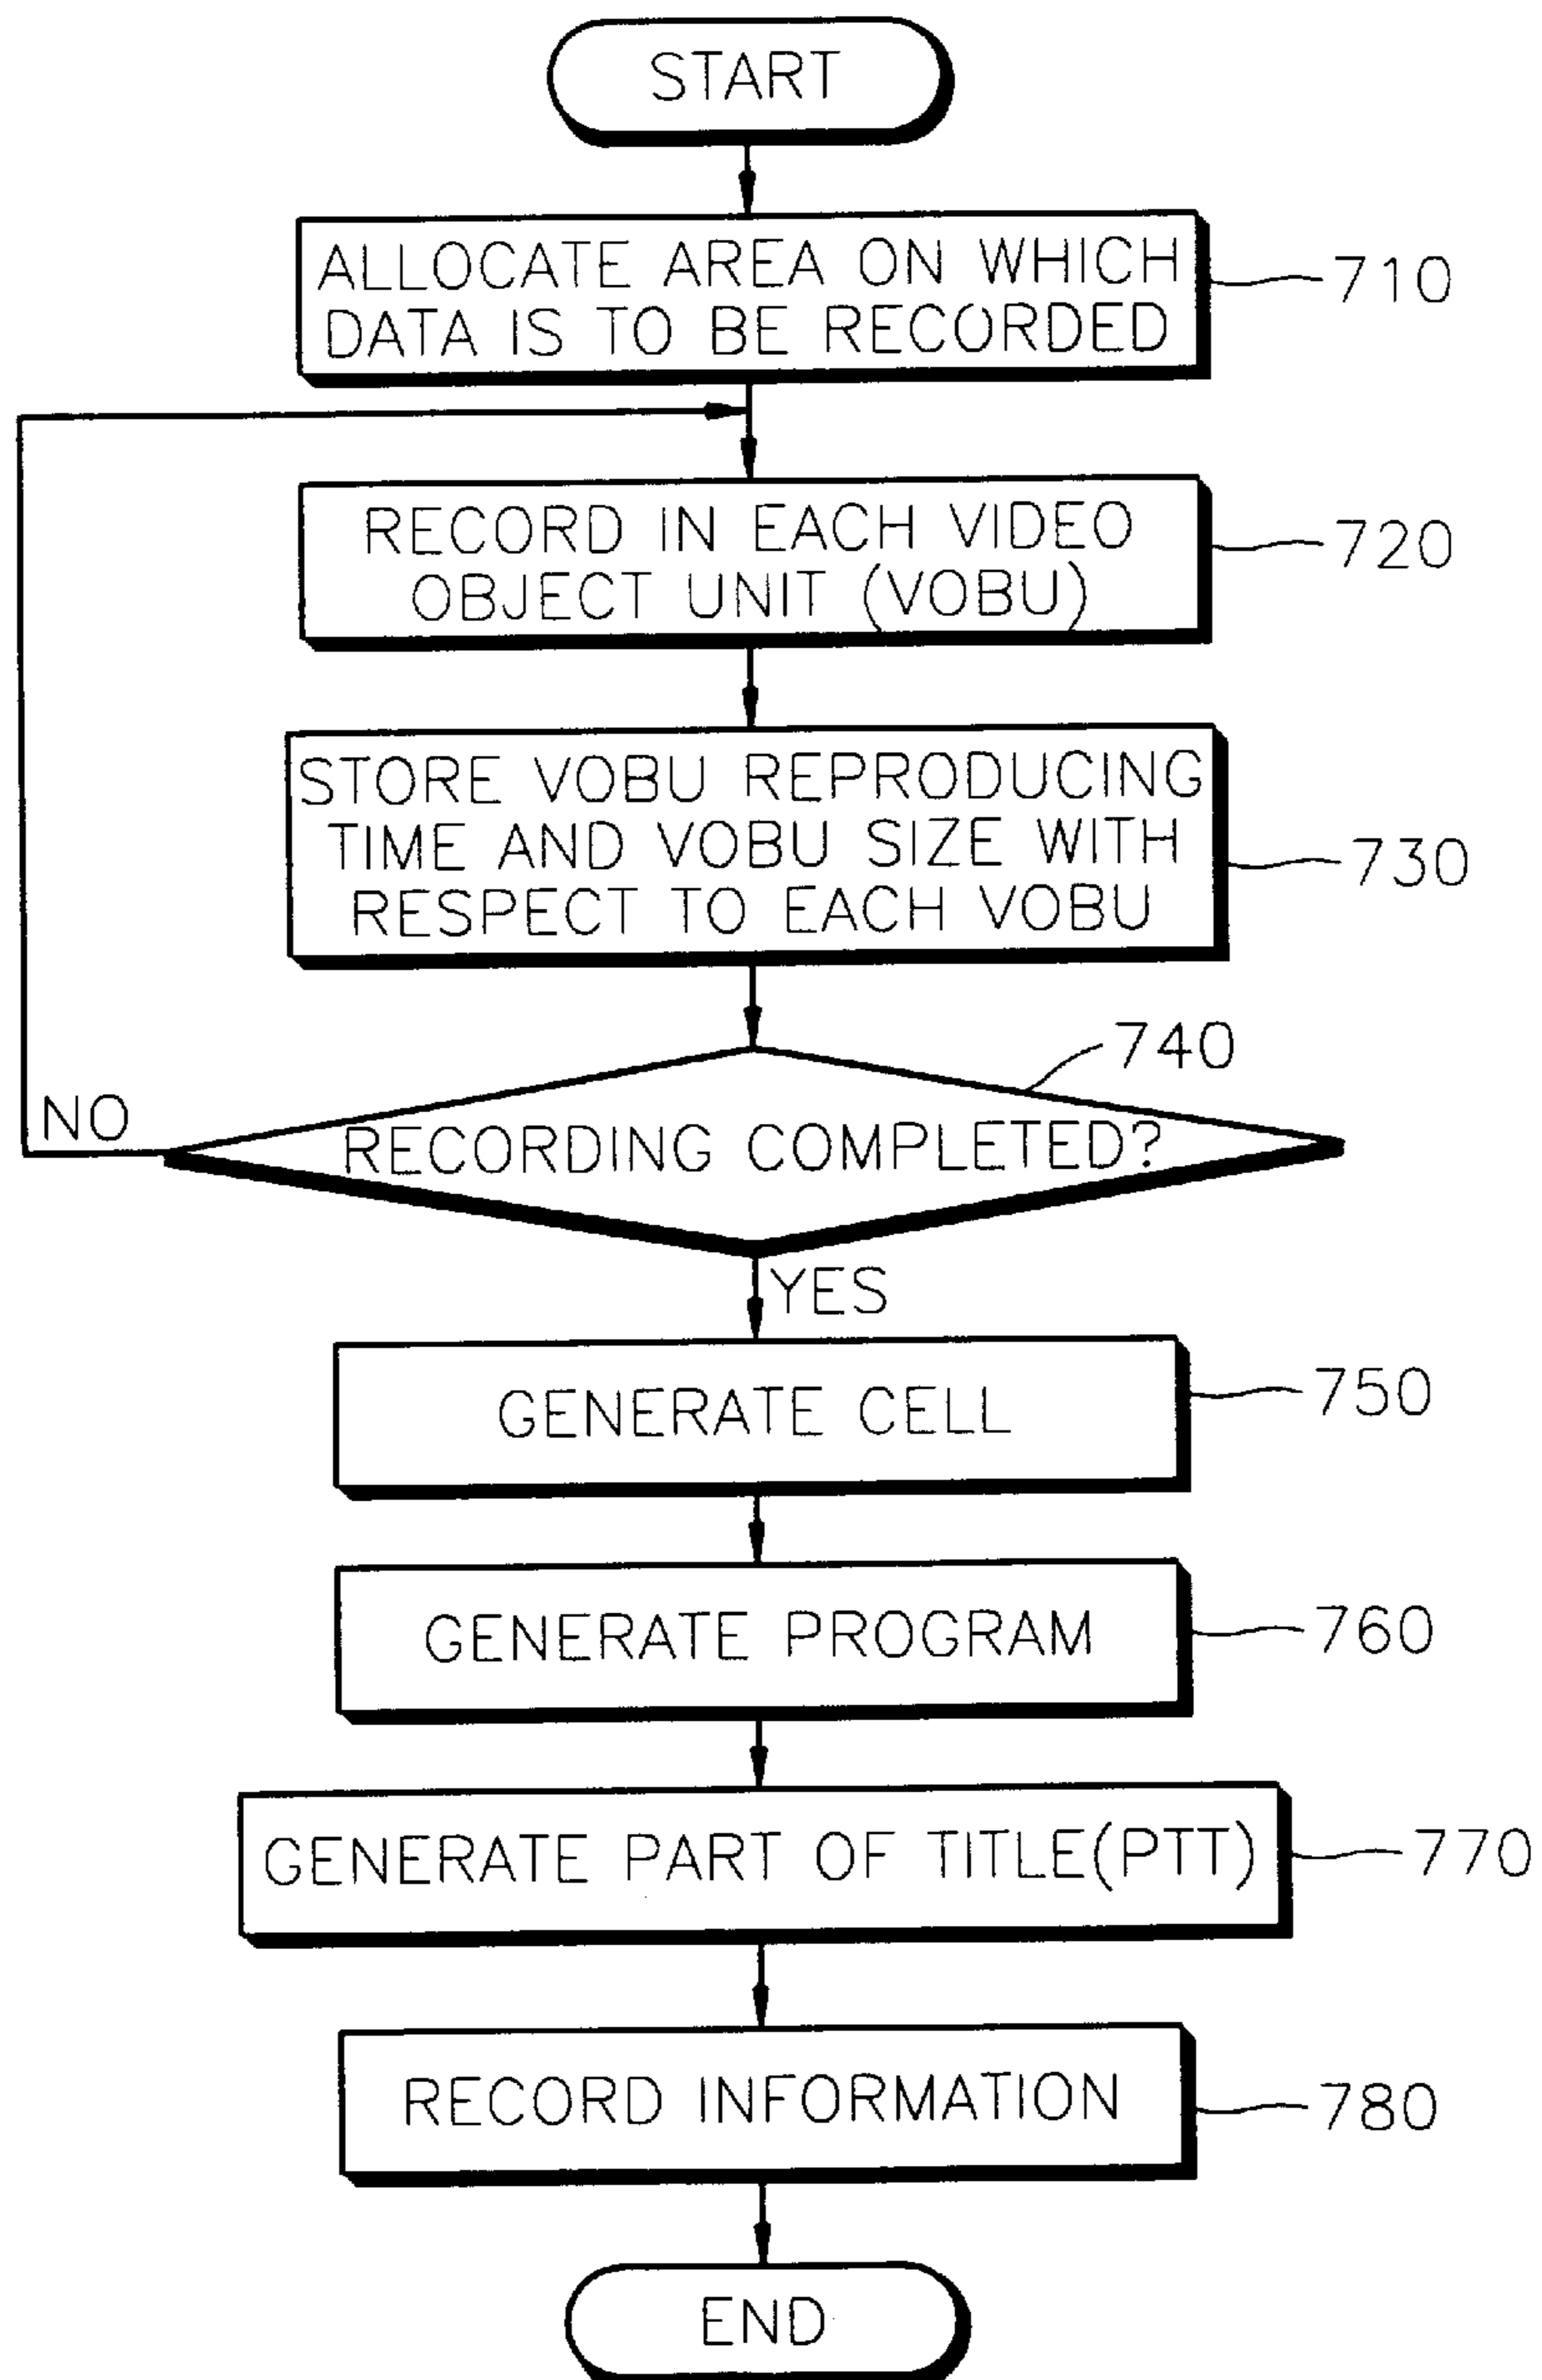 START
ALLOCATE AREA ON WHICH
DATA IS TO BE RECORDED
710
RECORD IN EACH VIDEO
OBJECT UNIT (VOBU)
720
STORE VOBU REPRODUCING
TIME AND VOBU SIZE WITH
RESPECT TO EACH VOBU
730
740
NO
RECORDING COMPLETED?
YES
GENERATE CELL
750
GENERATE PROGRAM
760
GENERATE PART OF TITLE(PTT)
770
RECORD INFORMATION
780
END